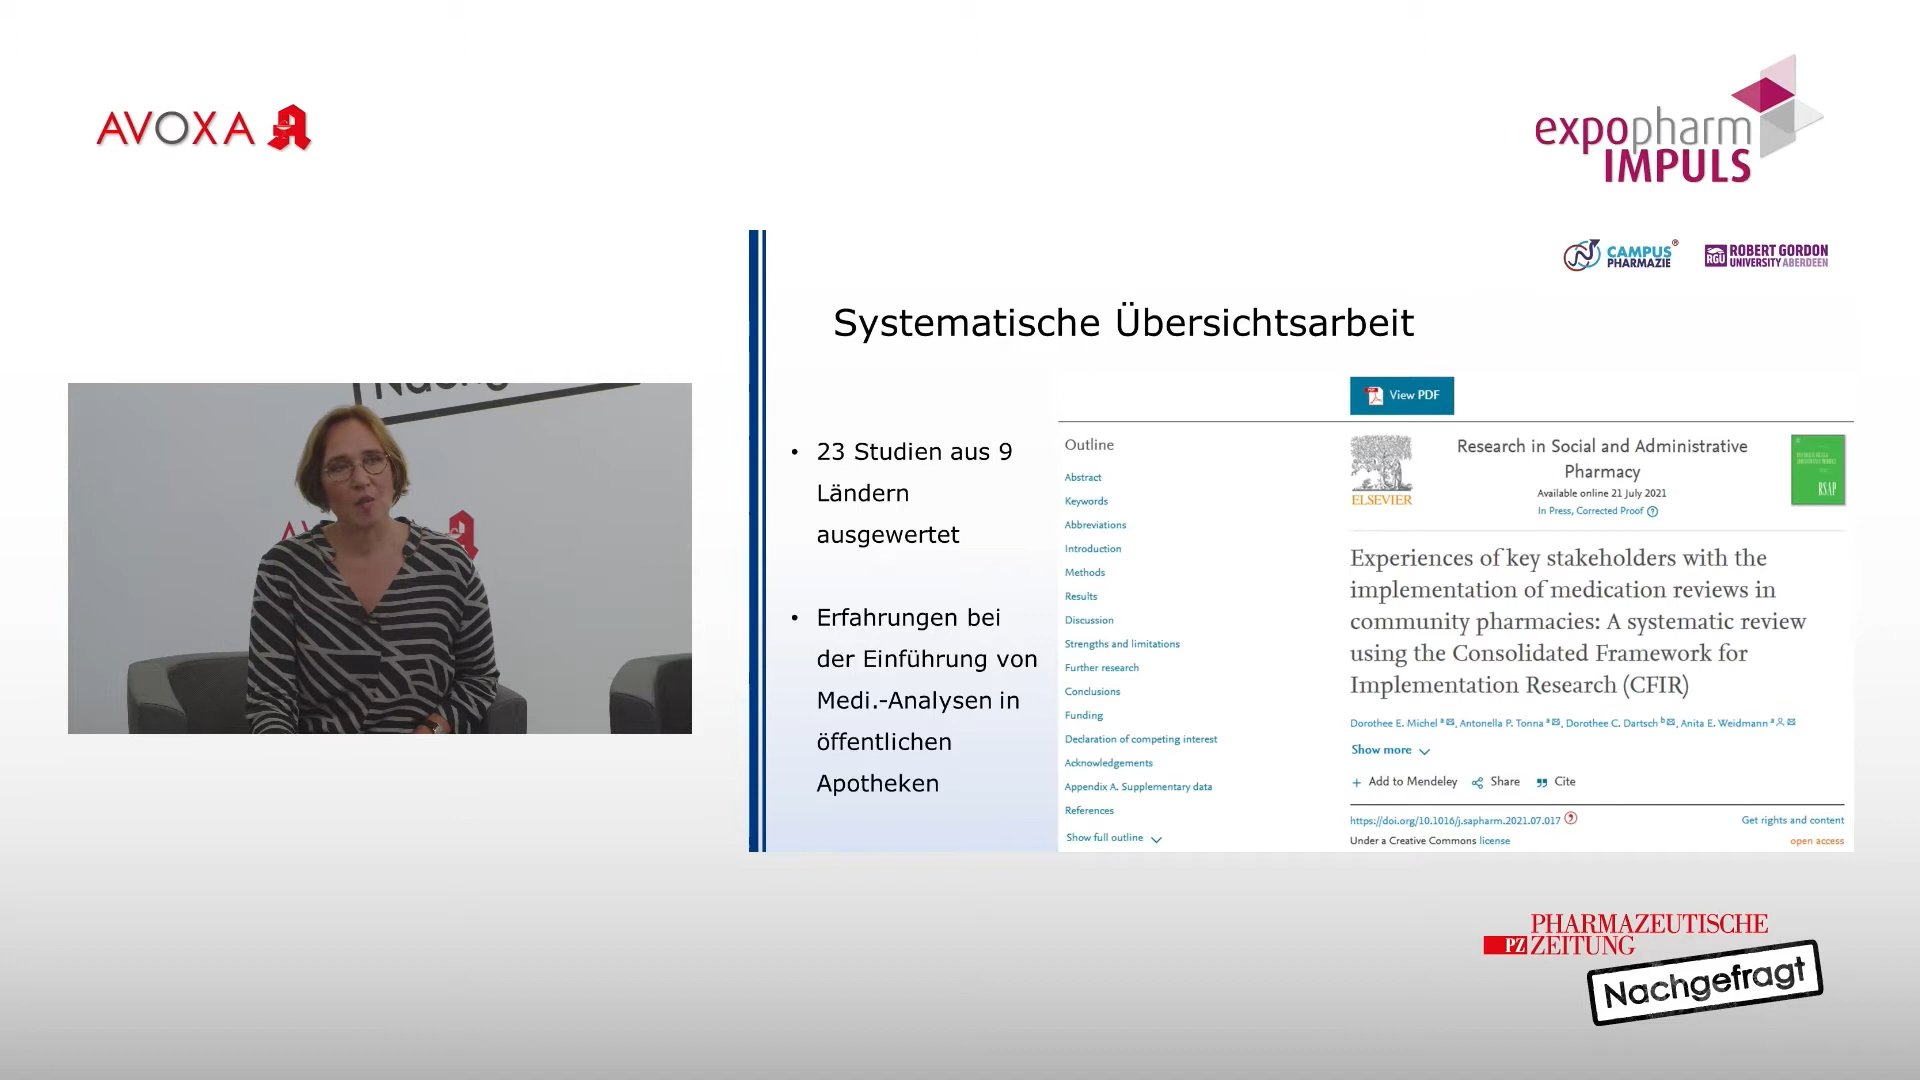 AVOXA
expopharm
IMPULS
CAMPUS
PHARMAZIE
RGU
ROBERT GORDON
UNIVERSITY ABERDEEN
Systematische Übersichtsarbeit
• 23 Studien aus 9
Ländern
ausgewertet
• Erfahrungen bei
der Einführung von
Medi.-Analysen in
öffentlichen
Apotheken
View PDF
Outline
Abstract
Keywords
Abbreviations
Introduction
Methods
Results
Discussion
Strengths and limitations
Further research
Conclusions
Funding
Declaration of competing interest
Acknowledgements
Appendix A. Supplementary data
References
Show full outline
ELSEVIER
Research in Social and Administrative
Pharmacy
Available online 21 July 2021
In Press, Corrected Proof
RSAP
Experiences of key stakeholders with the
implementation of medication reviews in
community pharmacies: A systematic review
using the Consolidated Framework for
Implementation Research (CFIR)
Dorothee E. Michel a, Antonella P. Tonna a, Dorothee C. Dartsch b, Anita E. Weidmann a
Show more
+ Add to Mendeley Share Cite
https://doi.org/10.1016/j.sapharm.2021.07.017 Get rights and content
Under a Creative Commons license open access
PHARMAZEUTISCHE
PZ ZEITUNG
Nachgefragt